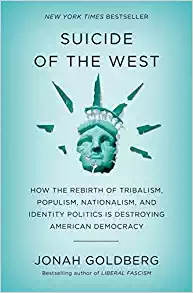 NEW YORK TIMES BESTSELLER
SUICIDE
OF THE WEST
HOW THE REBIRTH OF TRIBALISM,
POPULISM, NATIONALISM, AND
IDENTITY POLITICS IS DESTROYING
AMERICAN DEMOCRACY
JONAH GOLDBERG
Bestselling author of LIBERAL FASCISM